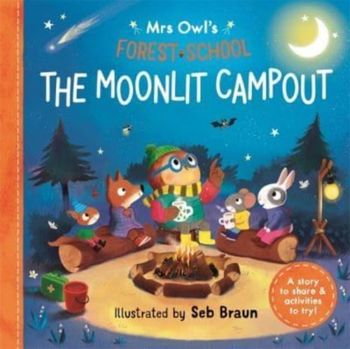 Mrs Owl's
FOREST•SCHOOL
THE MOONLIT CAMPOUT
A story
to share &
activities
to try!
Illustrated by Seb Braun